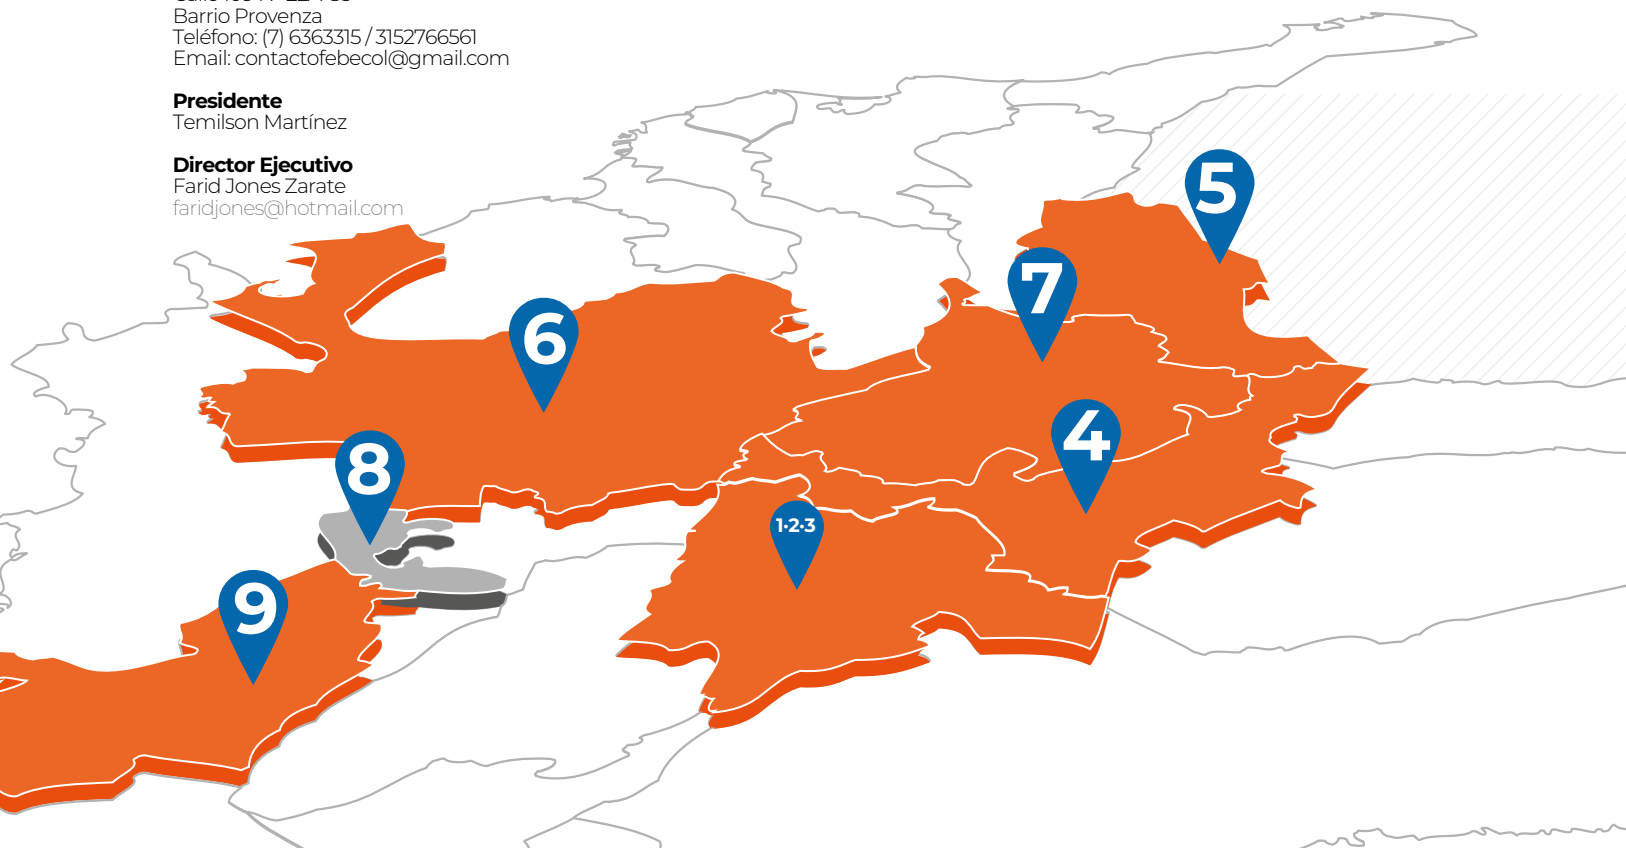 Barrio Provenza
Teléfono: (7) 6363315 / 3152766561
Email: contactofebecol@gmail.com
Presidente
Temilson Martínez
Director Ejecutivo
Farid Jones Zarate
faridjones@hotmail.com
5
7
6
4
8
1·2·3
9